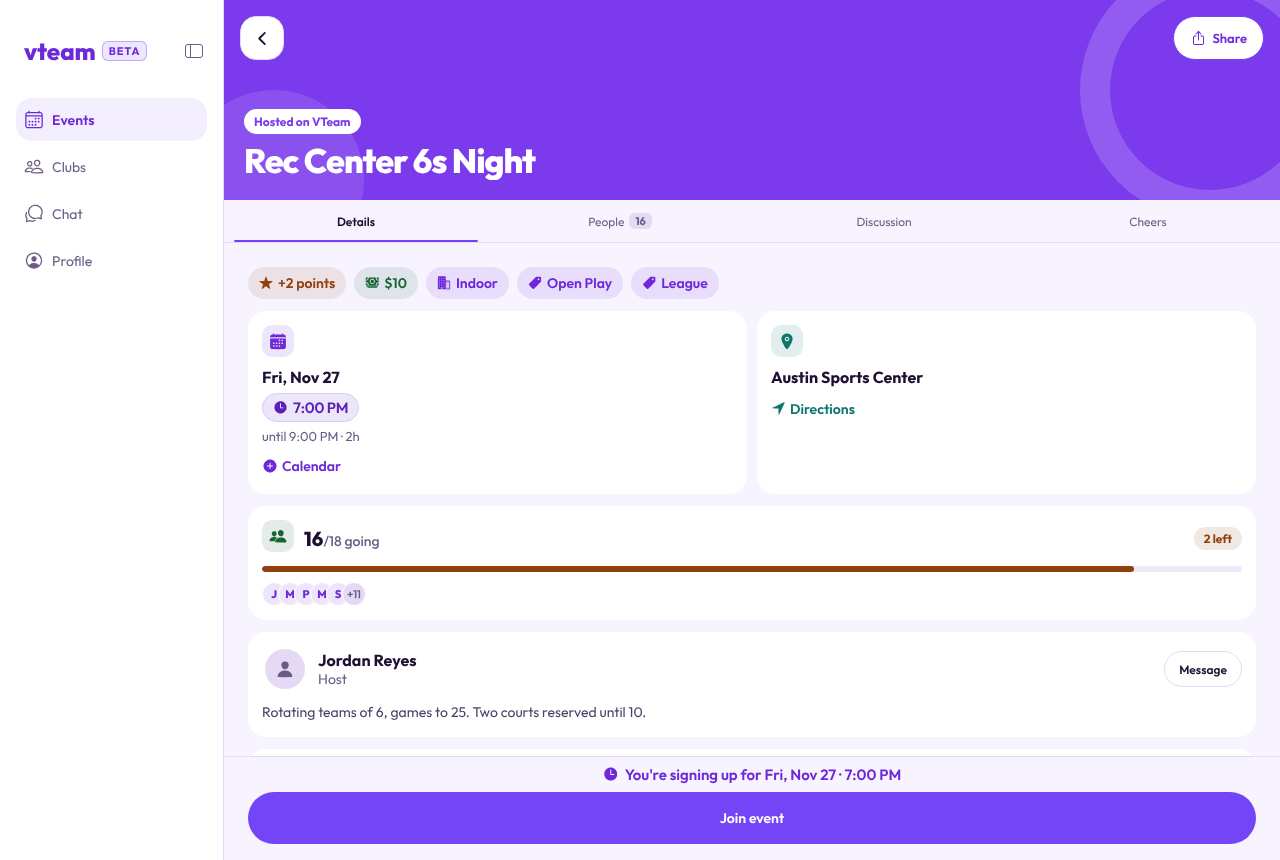 vteam BETA
Events
Clubs
Chat
Profile
Share
Hosted on VTeam
Rec Center 6s Night
Details
People 16
Discussion
Cheers
+2 points
$10
Indoor
Open Play
League
Fri, Nov 27
7:00 PM
until 9:00 PM · 2h
Calendar
Austin Sports Center
Directions
16/18 going
2 left
J M P M S +11
Jordan Reyes
Host
Message
Rotating teams of 6, games to 25. Two courts reserved until 10.
You're signing up for Fri, Nov 27 · 7:00 PM
Join event